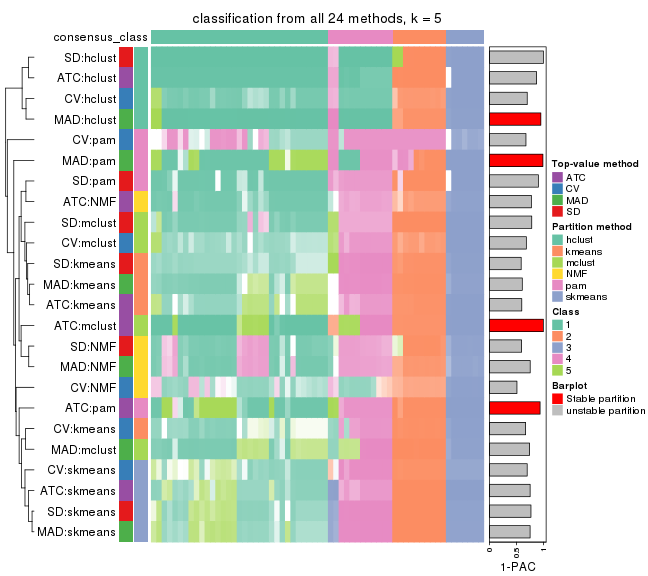 classification from all 24 methods, k = 5
consensus_class
SD:hclust
ATC:hclust
CV:hclust
MAD:hclust
CV:pam
MAD:pam
SD:pam
ATC:NMF
SD:mclust
CV:mclust
SD:kmeans
MAD:kmeans
ATC:kmeans
ATC:mclust
SD:NMF
MAD:NMF
CV:NMF
ATC:pam
CV:kmeans
MAD:mclust
CV:skmeans
ATC:skmeans
SD:skmeans
MAD:skmeans
0
0.5
1
1-PAC
Top-value method
ATC
CV
MAD
SD
Partition method
hclust
kmeans
mclust
NMF
pam
skmeans
Class
1
2
3
4
5
Barplot
Stable partition
unstable partition